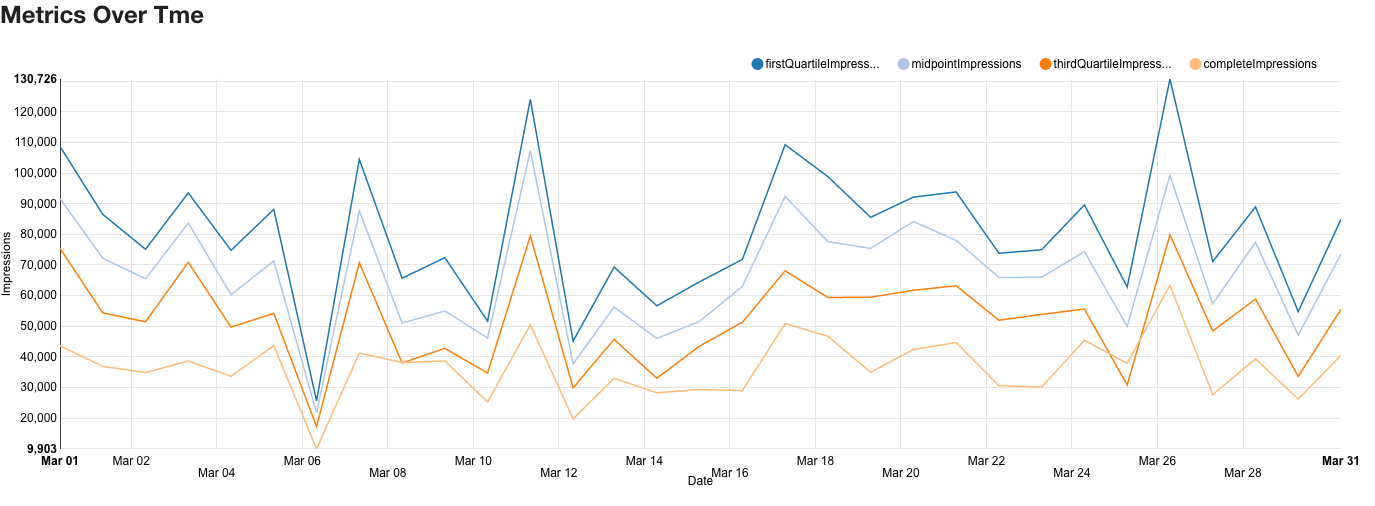 Metrics Over Tme
firstQuartileImpress... midpointImpressions thirdQuartileImpress... completeImpressions
130,726
120,000
110,000
100,000
90,000
80,000
70,000
60,000
50,000
40,000
30,000
20,000
9,903
Impressions
Mar 01 Mar 02 Mar 04 Mar 06 Mar 08 Mar 10 Mar 12 Mar 14 Mar 16 Mar 18 Mar 20 Mar 22 Mar 24 Mar 26 Mar 28 Mar 31
Date